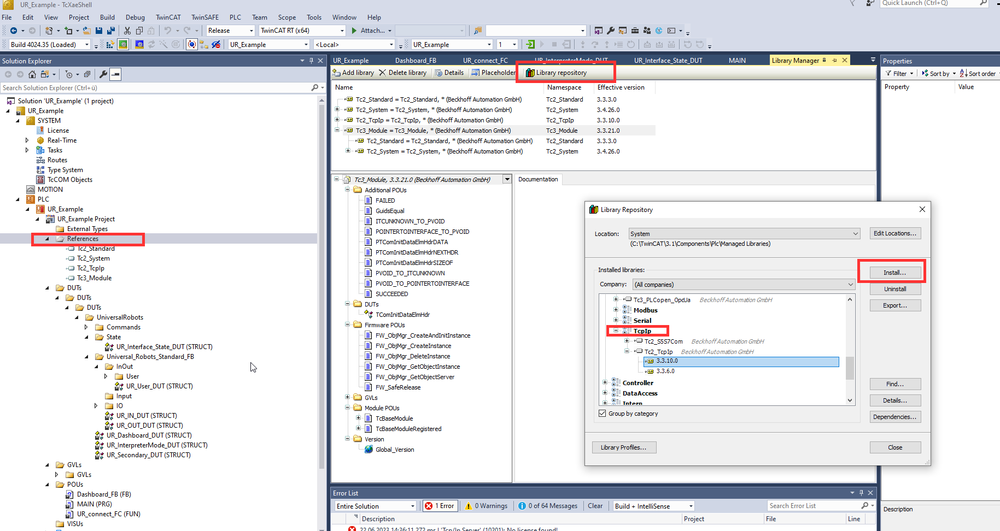 UR_Example - TcXaeShell
Quick Launch (Ctrl+Q)
File Edit View Project Build Debug TwinCAT TwinSAFE PLC Team Scope Tools Window Help
Release TwinCAT RT (x64) Attach...
Build 4024.35 (Loaded) UR_Example <Local> UR_Example 1
Solution Explorer
Search Solution Explorer (Ctrl+ü)
Solution 'UR_Example' (1 project)
UR_Example
SYSTEM
License
Real-Time
Tasks
Routes
Type System
TcCOM Objects
MOTION
PLC
UR_Example
UR_Example Project
External Types
References
Tc2_Standard
Tc2_System
Tc2_TcpIp
Tc3_Module
DUTs
DUTs
DUTs
UniversalRobots
Commands
State
UR_Interface_State_DUT (STRUCT)
Universal_Robots_Standard_FB
InOut
User
UR_User_DUT (STRUCT)
Input
IO
UR_IN_DUT (STRUCT)
UR_OUT_DUT (STRUCT)
UR_Dashboard_DUT (STRUCT)
UR_InterpreterMode_DUT (STRUCT)
UR_Secondary_DUT (STRUCT)
GVLs
GVLs
POUs
Dashboard_FB (FB)
MAIN (PRG)
UR_connect_FC (FUN)
VISUs
UR_Example Dashboard_FB UR_connect_FC UR_InterpreterMode_DUT UR_Interface_State_DUT MAIN Library Manager
Add library Delete library Details Placeholder Library repository
Name Namespace Effective version
Tc2_Standard = Tc2_Standard, * (Beckhoff Automation GmbH) Tc2_Standard 3.3.3.0
Tc2_System = Tc2_System, * (Beckhoff Automation GmbH) Tc2_System 3.4.26.0
Tc2_TcpIp = Tc2_TcpIp, * (Beckhoff Automation GmbH) Tc2_TcpIp 3.3.10.0
Tc3_Module = Tc3_Module, * (Beckhoff Automation GmbH) Tc3_Module 3.3.21.0
Tc2_Standard = Tc2_Standard, * (Beckhoff Automation GmbH) Tc2_Standard 3.3.3.0
Tc2_System = Tc2_System, * (Beckhoff Automation GmbH) Tc2_System 3.4.26.0
Tc3_Module, 3.3.21.0 (Beckhoff Automation GmbH)
Additional POUs
FAILED
GuidsEqual
ITCUNKNOWN_TO_PVOID
POINTERTOINTERFACE_TO_PVOID
PTComInitDataElmHdrDATA
PTComInitDataElmHdrNEXTHDR
PTComInitDataElmHdrSIZEOF
PVOID_TO_ITCUNKNOWN
PVOID_TO_POINTERTOINTERFACE
SUCCEEDED
DUTs
TComInitDataElmHdr
Firmware POUs
FW_ObjMgr_CreateAndInitInstance
FW_ObjMgr_CreateInstance
FW_ObjMgr_DeleteInstance
FW_ObjMgr_GetObjectInstance
FW_ObjMgr_GetObjectServer
FW_SafeRelease
GVLs
Module POUs
TcBaseModule
TcBaseModuleRegistered
Version
Global_Version
Documentation
Library Repository
Location: System Edit Locations...
(C:\TwinCAT\3.1\Components\Plc\Managed Libraries)
Installed libraries:
Install...
Company: (All companies)
Uninstall
Tc3_PLCopen_OpcUa Beckhoff Automation GmbH
Export...
Modbus
Serial
TcpIp
Tc2_S5S7Com Beckhoff Automation GmbH
Tc2_TcpIp Beckhoff Automation GmbH
3.3.10.0
3.3.6.0
Controller
Find...
DataAccess
Details...
Intern
Group by category
Dependencies...
Library Profiles... Close
Properties
Filter Sort by Sort order
Property Value
Description
Error List
Entire Solution 1 Error 0 Warnings 0 of 64 Messages Clear Build + IntelliSense Search Error List
Description Project File Line
22.06.2023 14:36:11 272 ms | 'Tcp/Ip Server' (10201): No license found!